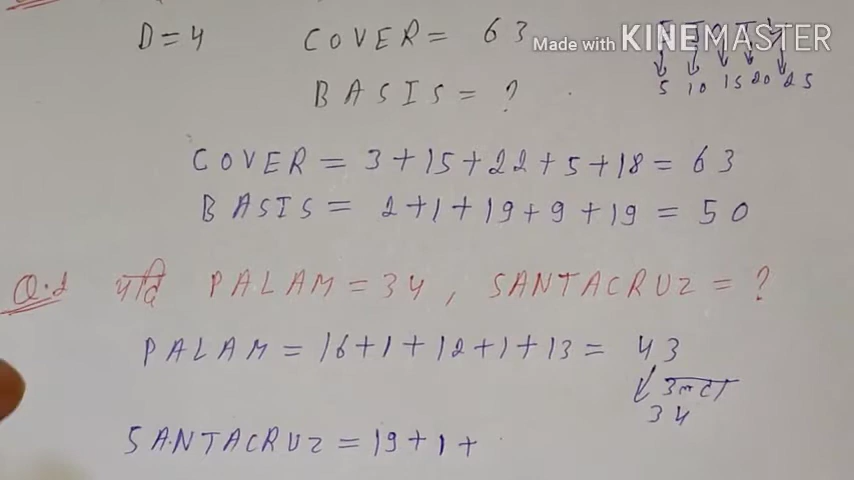 D = 4 COVER = 63
Made with KINEMASTER
5 10 15 20 25
BASIS = ?
COVER = 3 + 15 + 22 + 5 + 18 = 63
BASIS = 2 + 1 + 19 + 9 + 19 = 50
Q.2 यदि PALAM = 34 , SANTACRUZ = ?
PALAM = 16 + 1 + 12 + 1 + 13 = 43
उल्टा
34
SANTACRUZ = 19 + 1 +